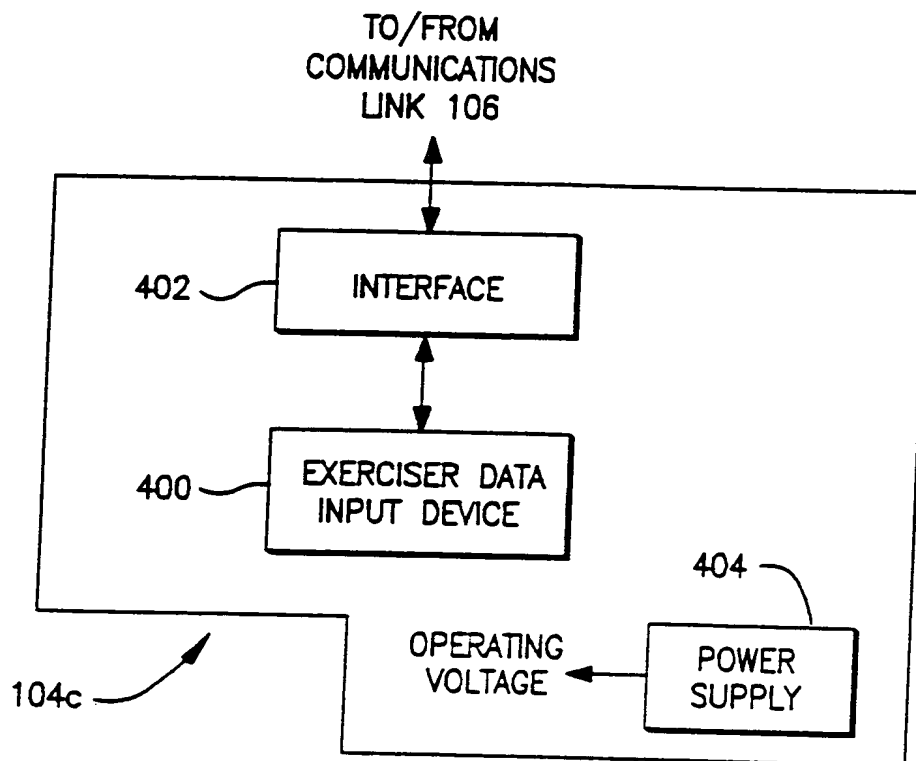 TO/FROM
COMMUNICATIONS
LINK 106
402
INTERFACE
400
EXERCISER DATA
INPUT DEVICE
404
OPERATING
VOLTAGE
POWER
SUPPLY
104c